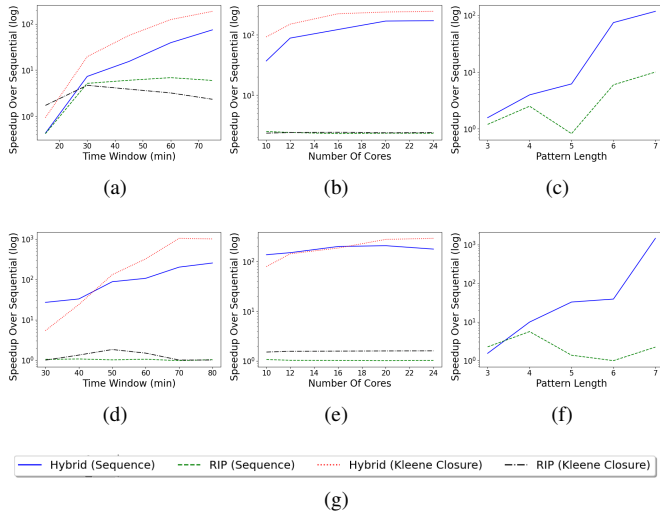 Speedup Over Sequential (log)
10²
10¹
10⁰
20 30 40 50 60 70
Time Window (min)
(a)
Speedup Over Sequential (log)
10²
10¹
10 12 14 16 18 20 22 24
Number Of Cores
(b)
Speedup Over Sequential (log)
10²
10¹
10⁰
3 4 5 6 7
Pattern Length
(c)
Speedup Over Sequential (log)
10³
10²
10¹
10⁰
30 40 50 60 70 80
Time Window (min)
(d)
Speedup Over Sequential (log)
10²
10¹
10⁰
10 12 14 16 18 20 22 24
Number Of Cores
(e)
Speedup Over Sequential (log)
10³
10²
10¹
10⁰
3 4 5 6 7
Pattern Length
(f)
Hybrid (Sequence) RIP (Sequence) Hybrid (Kleene Closure) RIP (Kleene Closure)
(g)